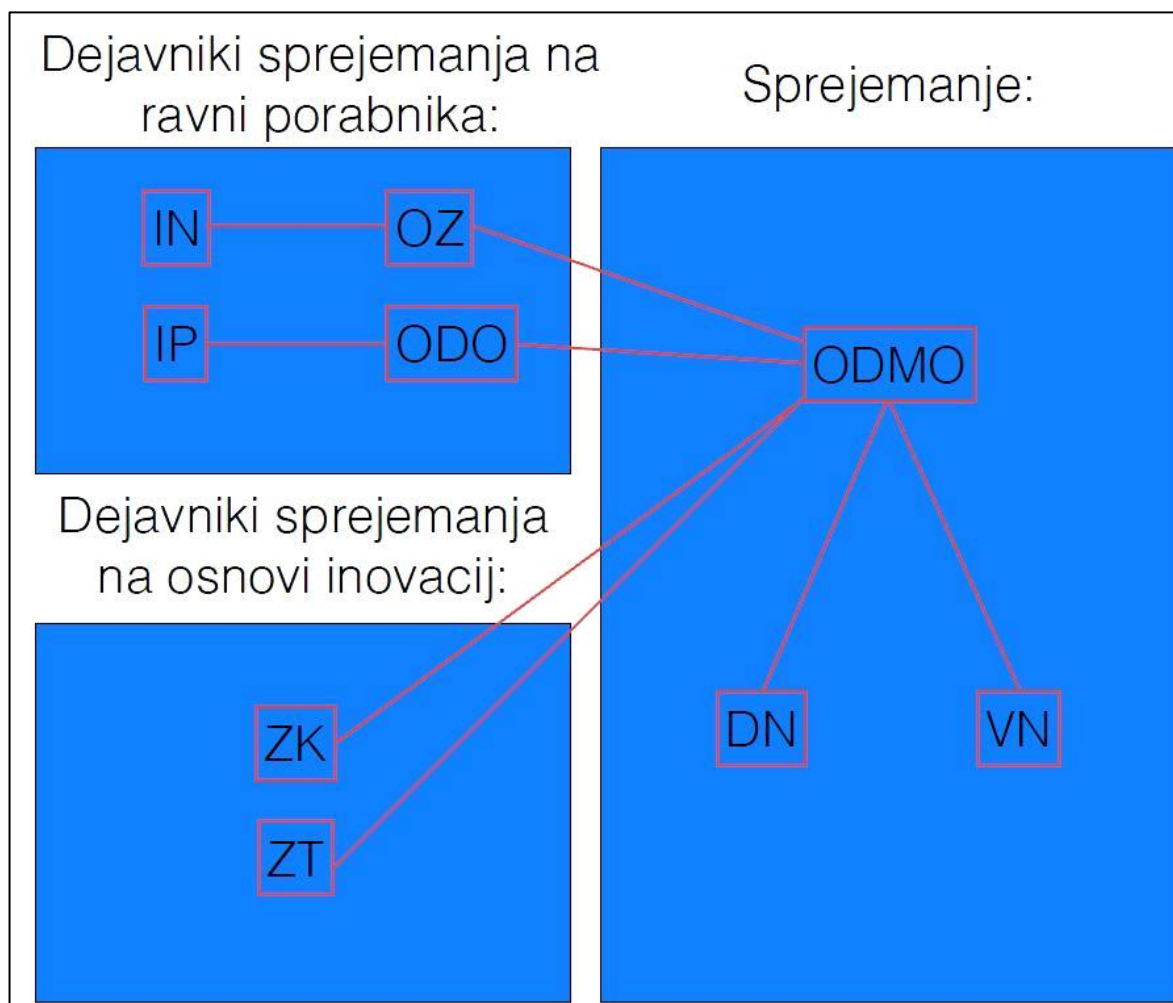 Dejavniki sprejemanja na
ravni porabnika:
IN
OZ
IP
ODO
Dejavniki sprejemanja
na osnovi inovacij:
ZK
ZT
Sprejemanje:
ODMO
DN
VN